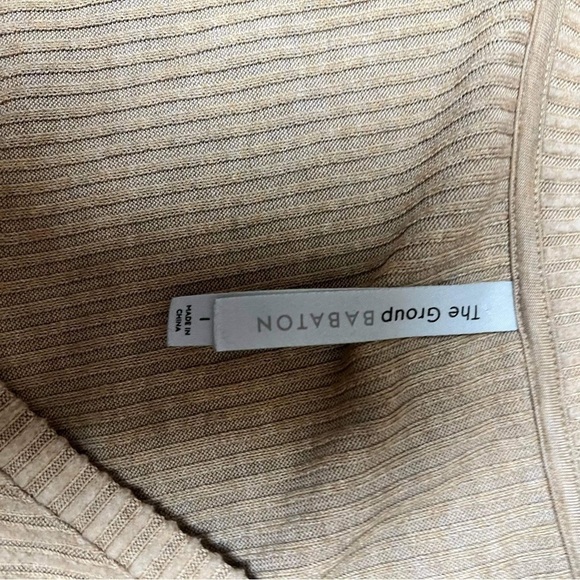 The Group BABATON
L
MADE IN
CHINA